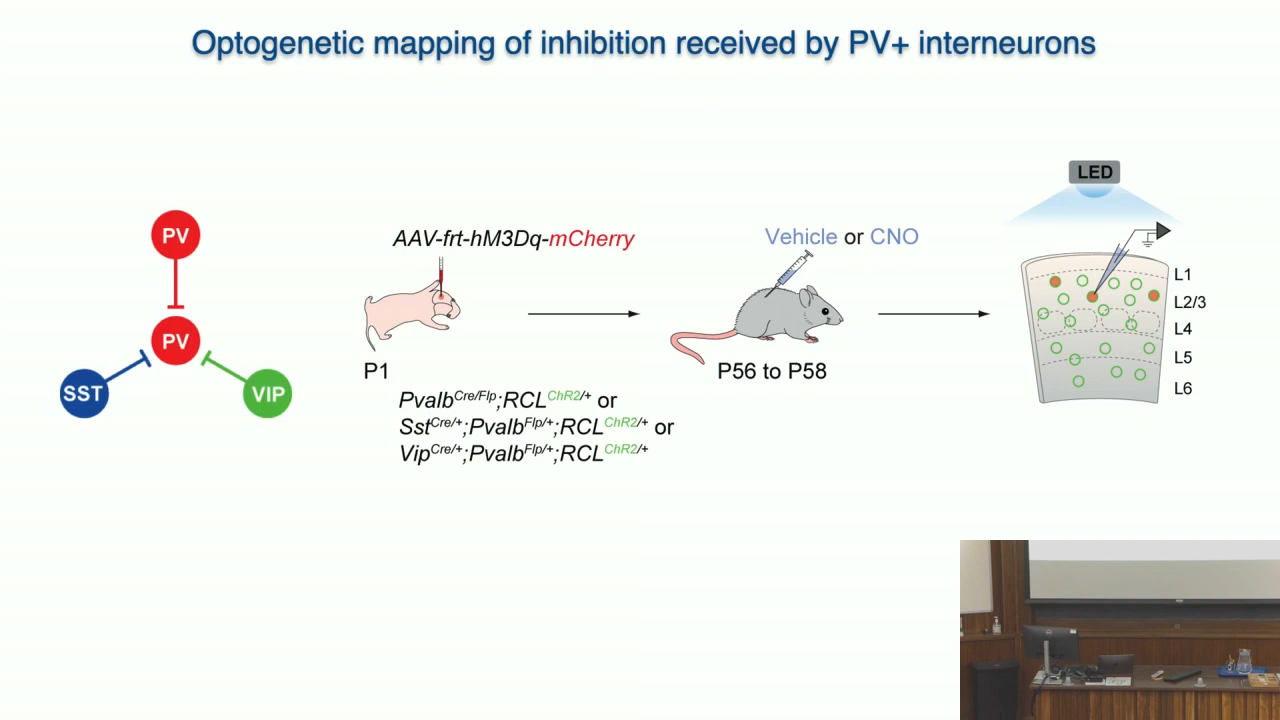 Optogenetic mapping of inhibition received by PV+ interneurons
PV
PV
SST
VIP
AAV-frt-hM3Dq-mCherry
P1
Pvalb^Cre/Flp;RCL^ChR2/+ or
Sst^Cre/+;Pvalb^Flp/+;RCL^ChR2/+ or
Vip^Cre/+;Pvalb^Flp/+;RCL^ChR2/+
Vehicle or CNO
P56 to P58
LED
L1
L2/3
L4
L5
L6